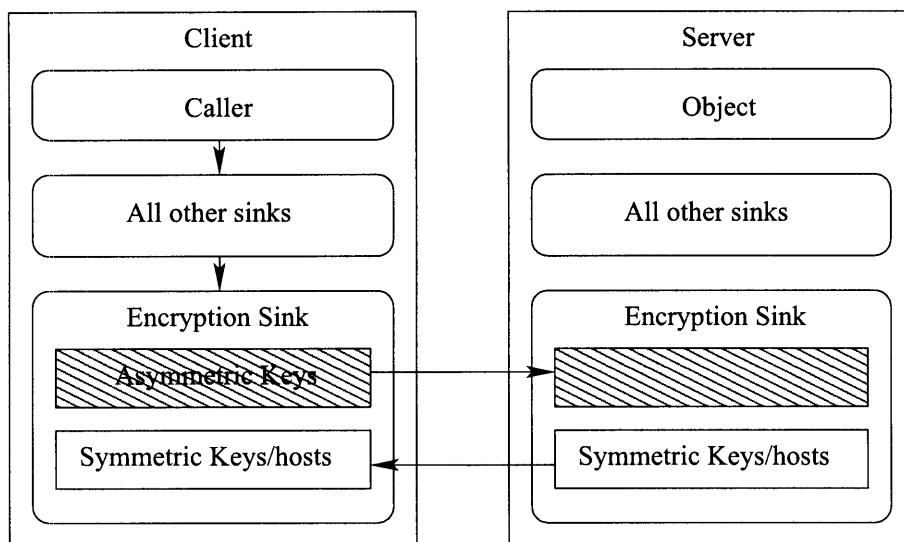 Client
Caller
All other sinks
Encryption Sink
Asymmetric Keys
Symmetric Keys/hosts
Server
Object
All other sinks
Encryption Sink
Symmetric Keys/hosts